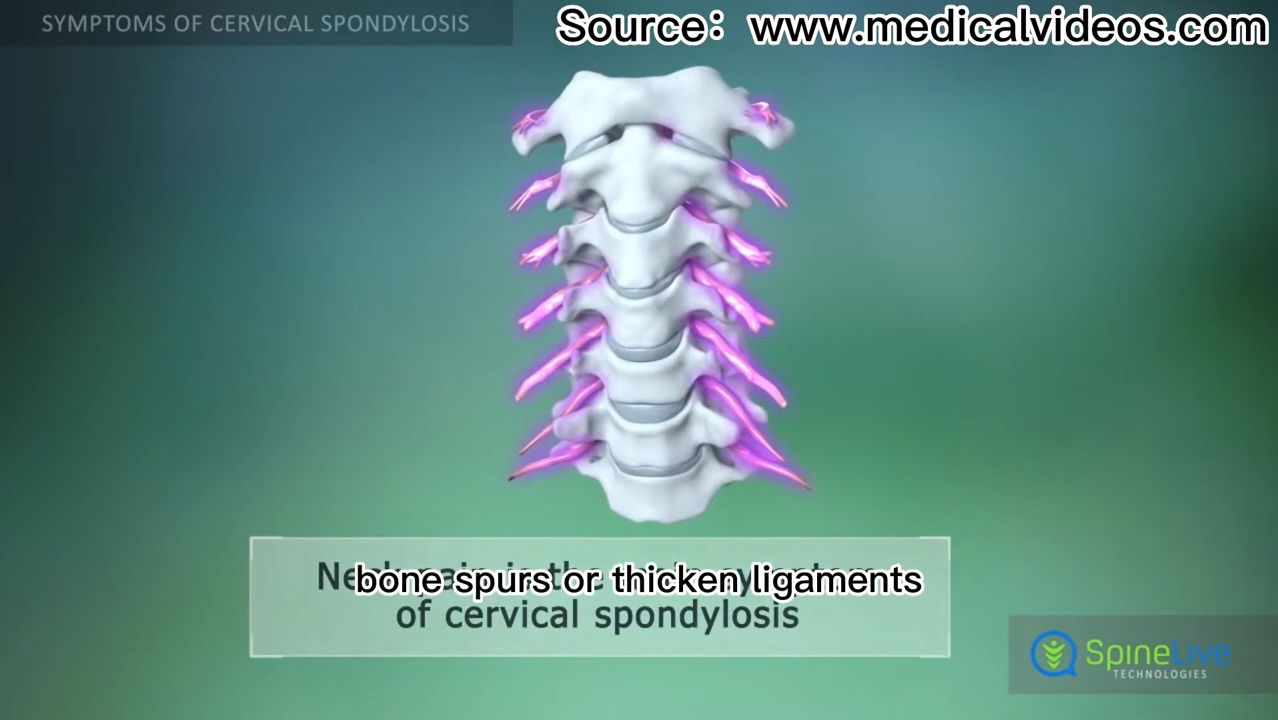 SYMPTOMS OF CERVICAL SPONDYLOSIS
Source: www.medicalvideos.com
bone spurs or thicken ligaments
of cervical spondylosis
SpineLive
TECHNOLOGIES